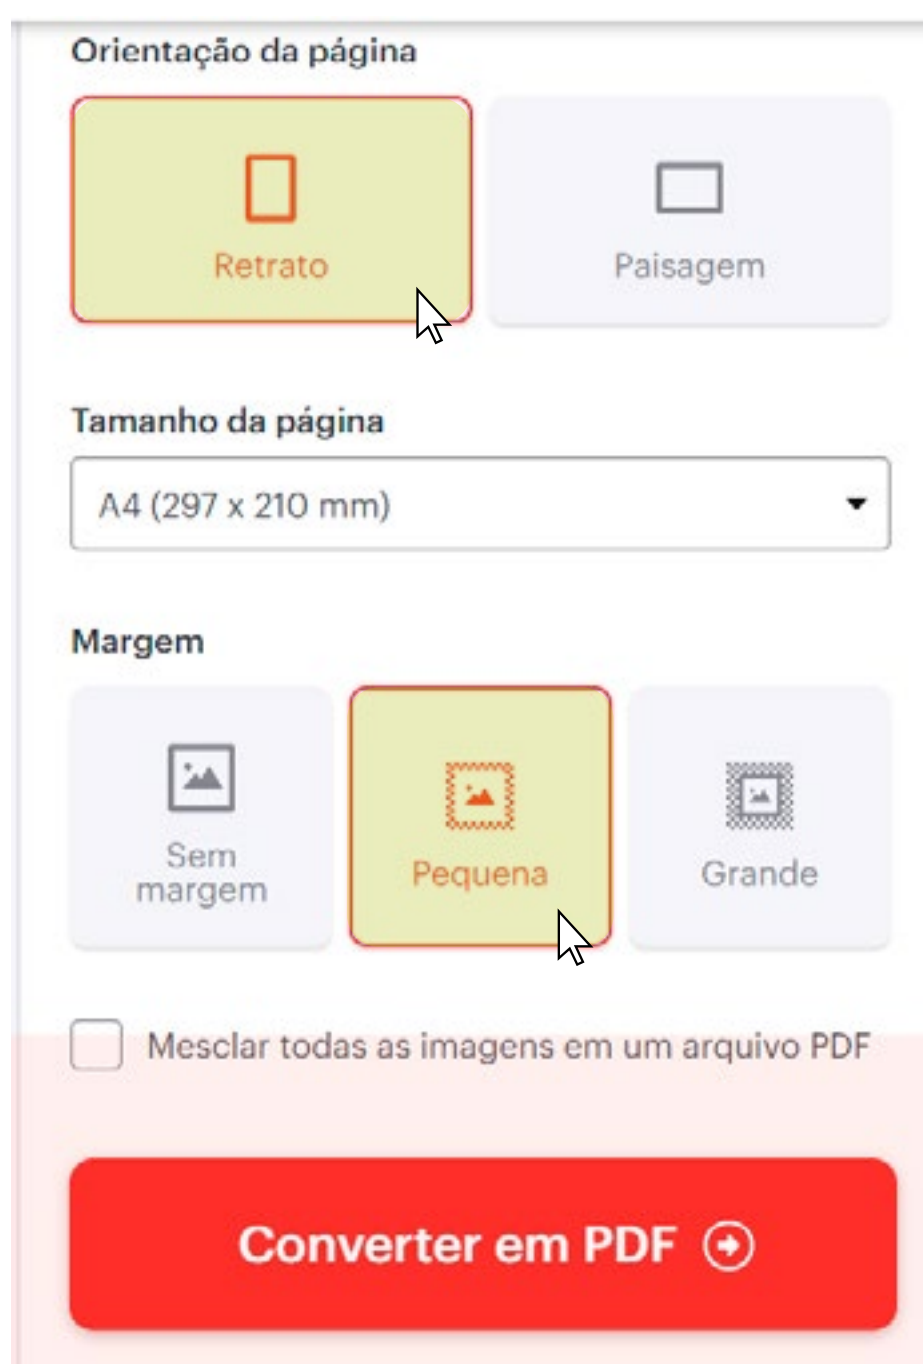 Orientação da página
Retrato
Paisagem
Tamanho da página
A4 (297 x 210 mm)
Margem
Sem
margem
Pequena
Grande
Mesclar todas as imagens em um arquivo PDF
Converter em PDF